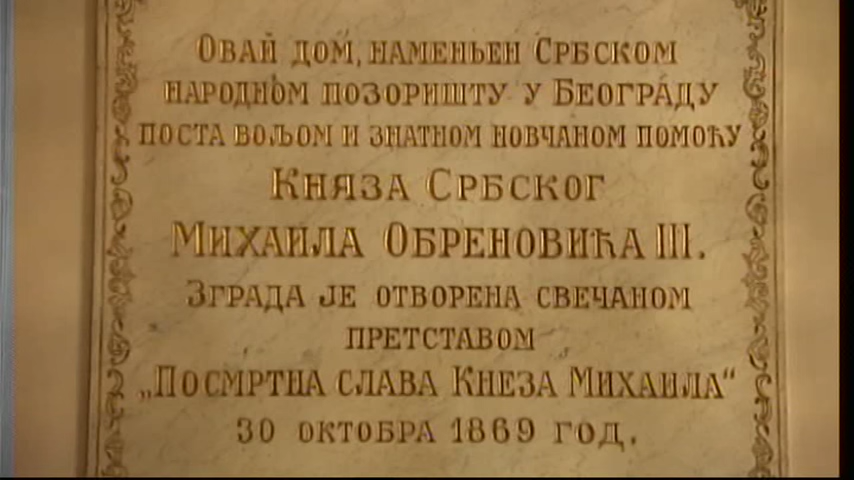 Овай дом, намењен Србском
народном позоришту у Београду
поста вољом и знатном новчаном помоћу
Княза Србског
Михаила Обреновића III.
Зграда је отворена свечаном
претставом
„Посмртна слава Кнеза Михаила“
30 октобра 1869 год.